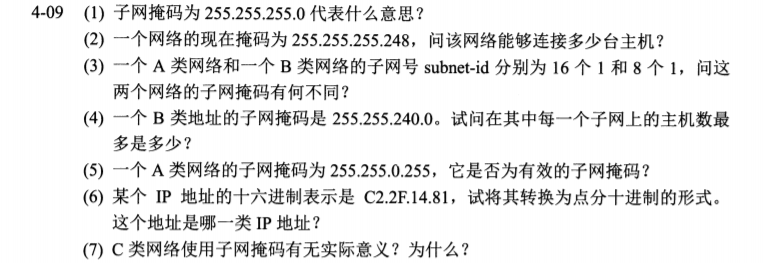 4-09 (1) 子网掩码为 255.255.255.0 代表什么意思？
(2) 一个网络的现在掩码为 255.255.255.248，问该网络能够连接多少台主机？
(3) 一个 A 类网络和一个 B 类网络的子网号 subnet-id 分别为 16 个 1 和 8 个 1，问这
两个网络的子网掩码有何不同？
(4) 一个 B 类地址的子网掩码是 255.255.240.0。试问在其中每一个子网上的主机数最
多是多少？
(5) 一个 A 类网络的子网掩码为 255.255.0.255，它是否为有效的子网掩码？
(6) 某个 IP 地址的十六进制表示是 C2.2F.14.81，试将其转换为点分十进制的形式。
这个地址是哪一类 IP 地址？
(7) C 类网络使用子网掩码有无实际意义？为什么？